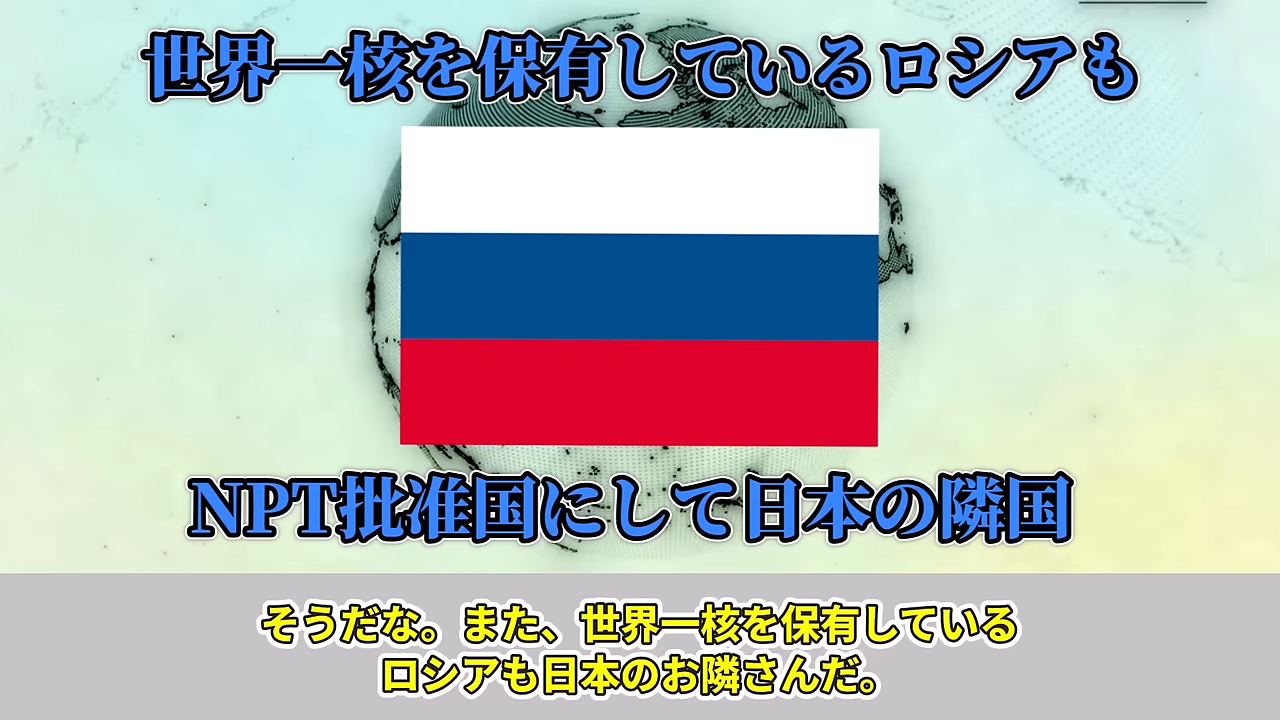 世界一核を保有しているロシアも
NPT批准国にして日本の隣国
そうだな。また、世界一核を保有している
ロシアも日本のお隣さんだ。